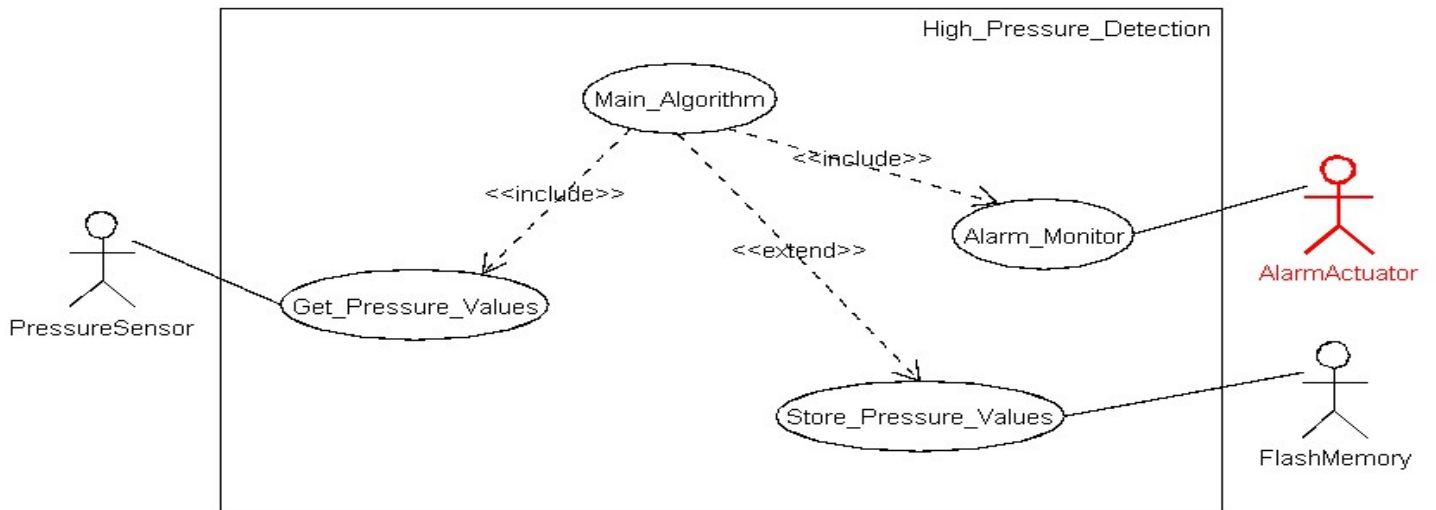 High_Pressure_Detection
Main_Algorithm
<<include>>
<<include>>
Alarm_Monitor
<<extend>>
AlarmActuator
Get_Pressure_Values
PressureSensor
Store_Pressure_Values
FlashMemory